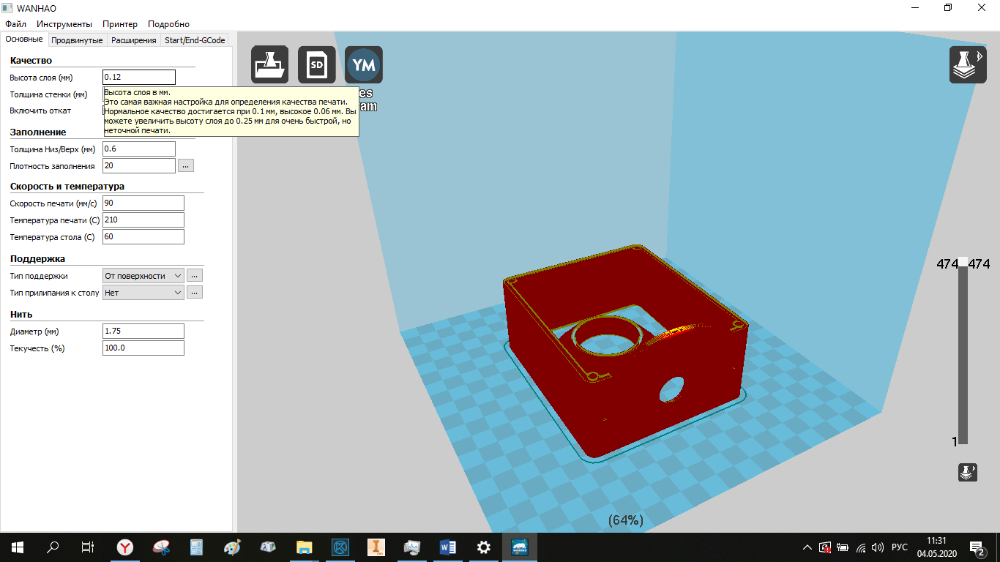 WANHAO
Файл Инструменты Принтер Подробно
Основные Продвинутые Расширения Start/End-GCode
Качество
Высота слоя (мм) 0.12
Толщина стенки (мм)
Включить откат
Высота слоя в мм.
Это самая важная настройка для определения качества печати.
Нормальное качество достигается при 0.1 мм, высокое 0.06 мм. Вы
можете увеличить высоту слоя до 0.25 мм для очень быстрой, но
неточной печати.
SD
YM
es
am
Заполнение
Толщина Низ/Верх (мм) 0.6
Плотность заполнения 20 ...
Скорость и температура
Скорость печати (мм/с) 90
Температура печати (C) 210
Температура стола (C) 60
Поддержка
Тип поддержки От поверхности ...
Тип прилипания к столу Нет ...
Нить
Диаметр (мм) 1.75
Текучесть (%) 100.0
474 474
1
(64%)
РУС
11:31
04.05.2020
2